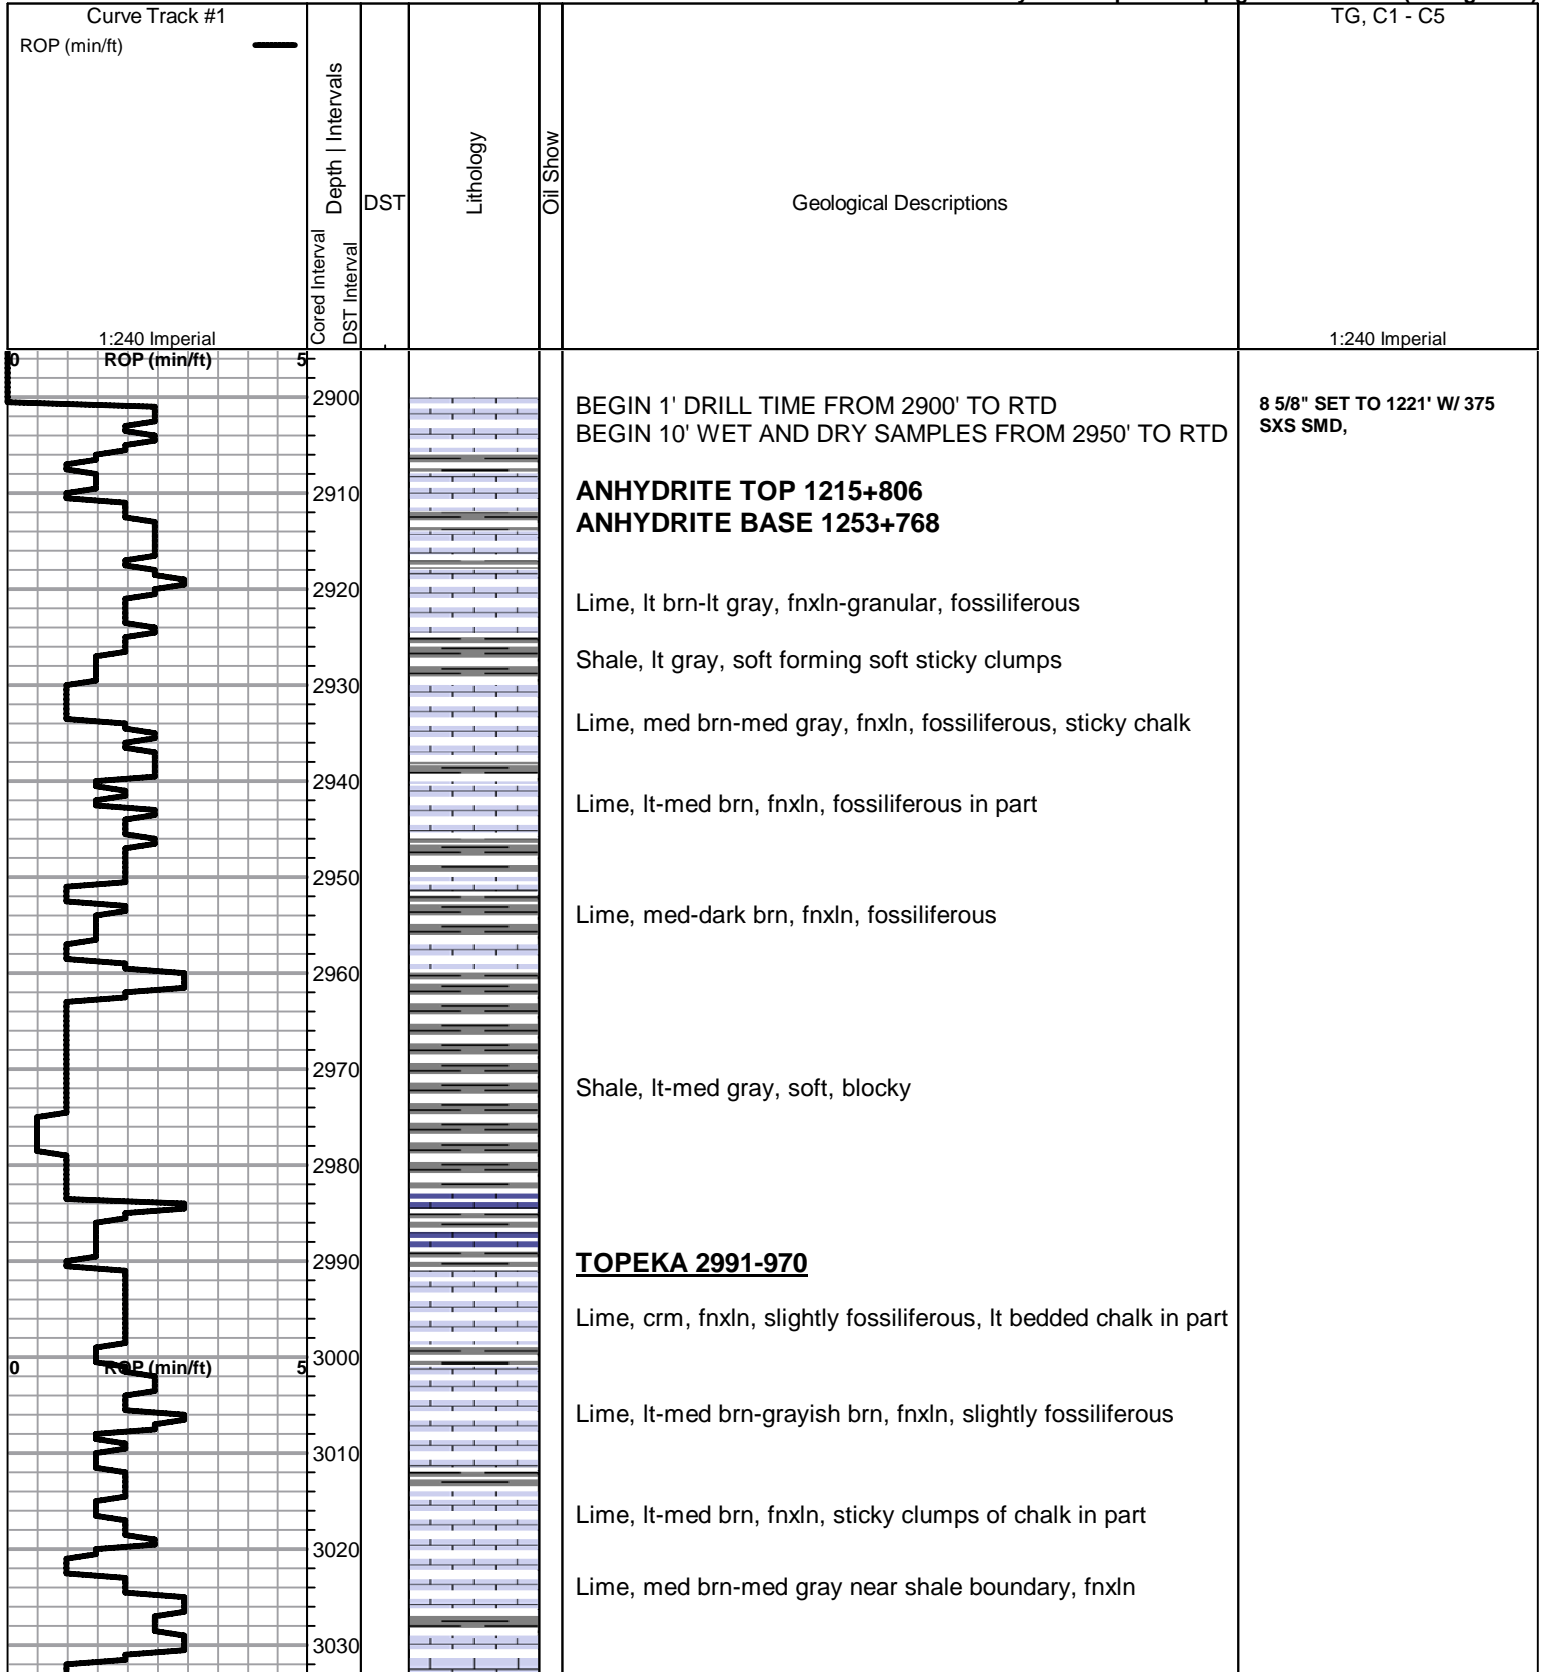 Curve Track #1
ROP (min/ft)
1:240 Imperial
Depth | Intervals
Cored Interval
DST Interval
DST
Lithology
Oil Show
Geological Descriptions
TG, C1 - C5
1:240 Imperial
0 ROP (min/ft) 5
2900
BEGIN 1' DRILL TIME FROM 2900' TO RTD
BEGIN 10' WET AND DRY SAMPLES FROM 2950' TO RTD
8 5/8" SET TO 1221' W/ 375
SXS SMD,
2910
ANHYDRITE TOP 1215+806
ANHYDRITE BASE 1253+768
2920
Lime, lt brn-lt gray, fnxln-granular, fossiliferous
Shale, lt gray, soft forming soft sticky clumps
2930
Lime, med brn-med gray, fnxln, fossiliferous, sticky chalk
2940
Lime, lt-med brn, fnxln, fossiliferous in part
2950
Lime, med-dark brn, fnxln, fossiliferous
2960
2970
Shale, lt-med gray, soft, blocky
2980
2990
TOPEKA 2991-970
Lime, crm, fnxln, slightly fossiliferous, lt bedded chalk in part
3000
0 ROP (min/ft) 5
Lime, lt-med brn-grayish brn, fnxln, slightly fossiliferous
3010
Lime, lt-med brn, fnxln, sticky clumps of chalk in part
3020
Lime, med brn-med gray near shale boundary, fnxln
3030